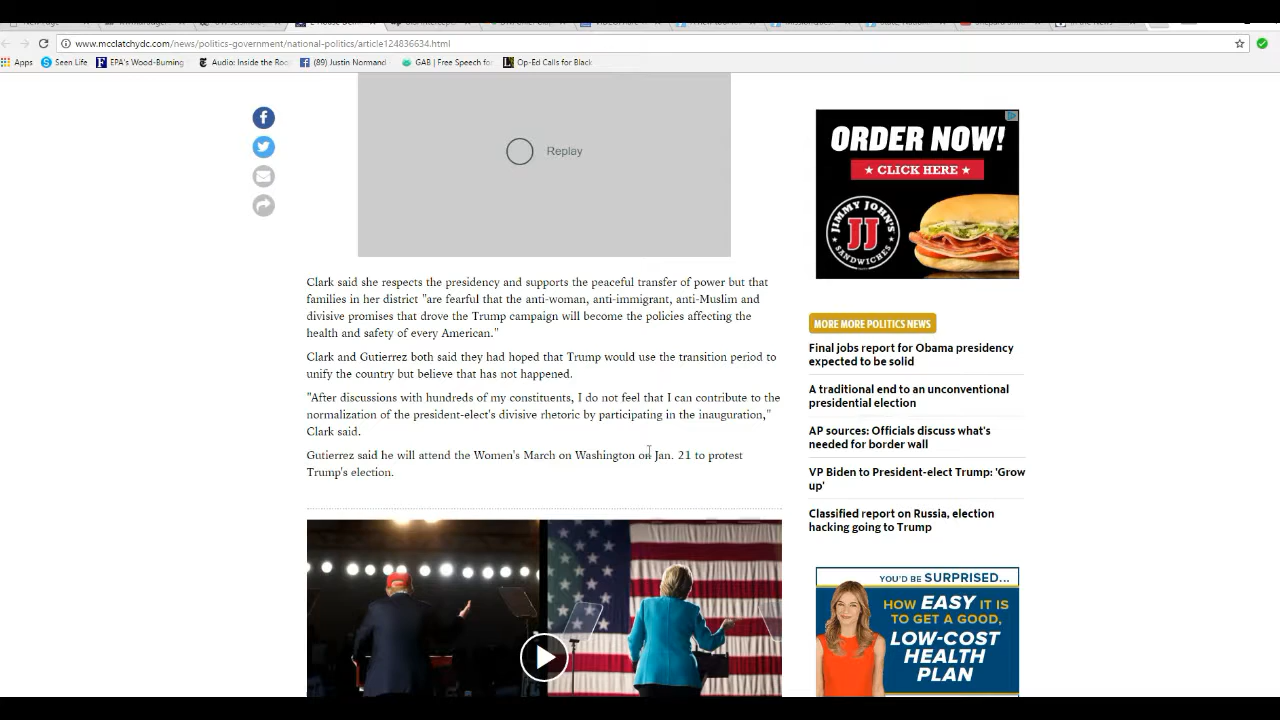 www.mcclatchydc.com/news/politics-government/national-politics/article124836634.html
Apps
Seen Life
EPA's Wood-Burning
Audio: Inside the Roo
(89) Justin Normand
GAB | Free Speech fo
Op-Ed Calls for Black
Replay
Clark said she respects the presidency and supports the peaceful transfer of power but that
families in her district "are fearful that the anti-woman, anti-immigrant, anti-Muslim and
divisive promises that drove the Trump campaign will become the policies affecting the
health and safety of every American."
Clark and Gutierrez both said they had hoped that Trump would use the transition period to
unify the country but believe that has not happened.
"After discussions with hundreds of my constituents, I do not feel that I can contribute to the
normalization of the president-elect's divisive rhetoric by participating in the inauguration,"
Clark said.
Gutierrez said he will attend the Women's March on Washington on Jan. 21 to protest
Trump's election.
ORDER NOW!
★ CLICK HERE ★
JIMMY JOHN'S
JJ
SANDWICHES
MORE MORE POLITICS NEWS
Final jobs report for Obama presidency
expected to be solid
A traditional end to an unconventional
presidential election
AP sources: Officials discuss what's
needed for border wall
VP Biden to President-elect Trump: 'Grow
up'
Classified report on Russia, election
hacking going to Trump
YOU'D BE SURPRISED...
HOW EASY IT IS
TO GET A GOOD,
LOW-COST
HEALTH
PLAN